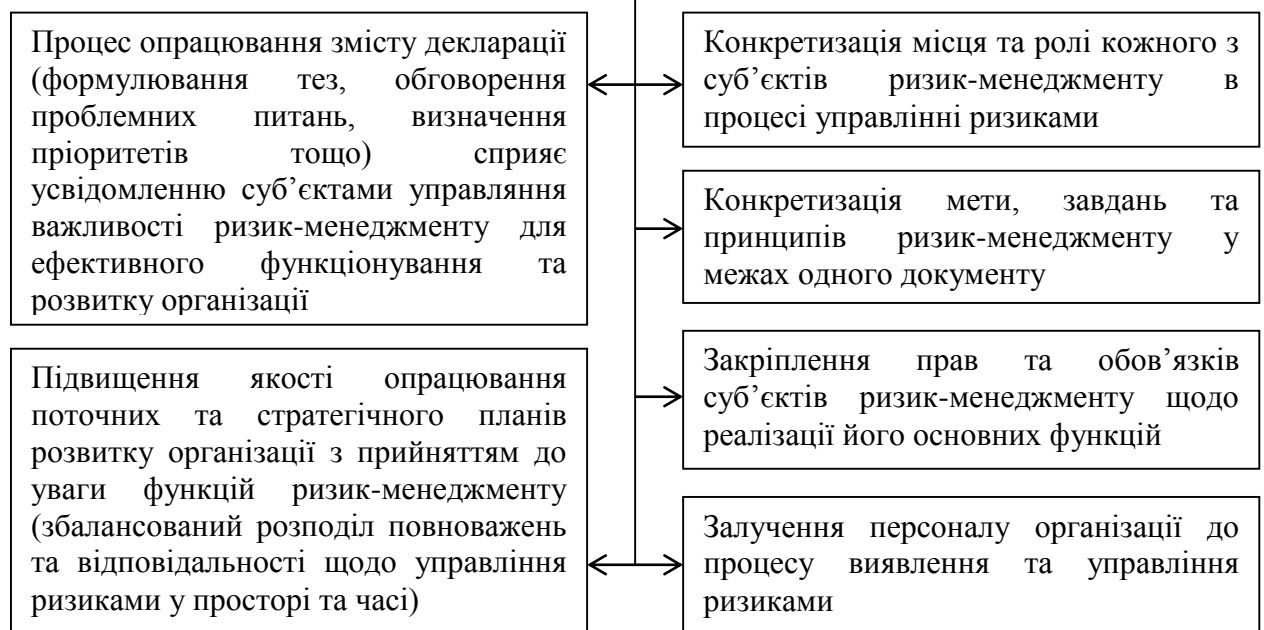 Процес опрацювання змісту декларації
(формулювання тез, обговорення
проблемних питань, визначення
пріоритетів тощо) сприяє
усвідомленню суб’єктами управляння
важливості ризик-менеджменту для
ефективного функціонування та
розвитку організації
Підвищення якості опрацювання
поточних та стратегічного планів
розвитку організації з прийняттям до
уваги функцій ризик-менеджменту
(збалансований розподіл повноважень
та відповідальності щодо управління
ризиками у просторі та часі)
Конкретизація місця та ролі кожного з
суб’єктів ризик-менеджменту в
процесі управлінні ризиками
Конкретизація мети, завдань та
принципів ризик-менеджменту у
межах одного документу
Закріплення прав та обов’язків
суб’єктів ризик-менеджменту щодо
реалізації його основних функцій
Залучення персоналу організації до
процесу виявлення та управління
ризиками